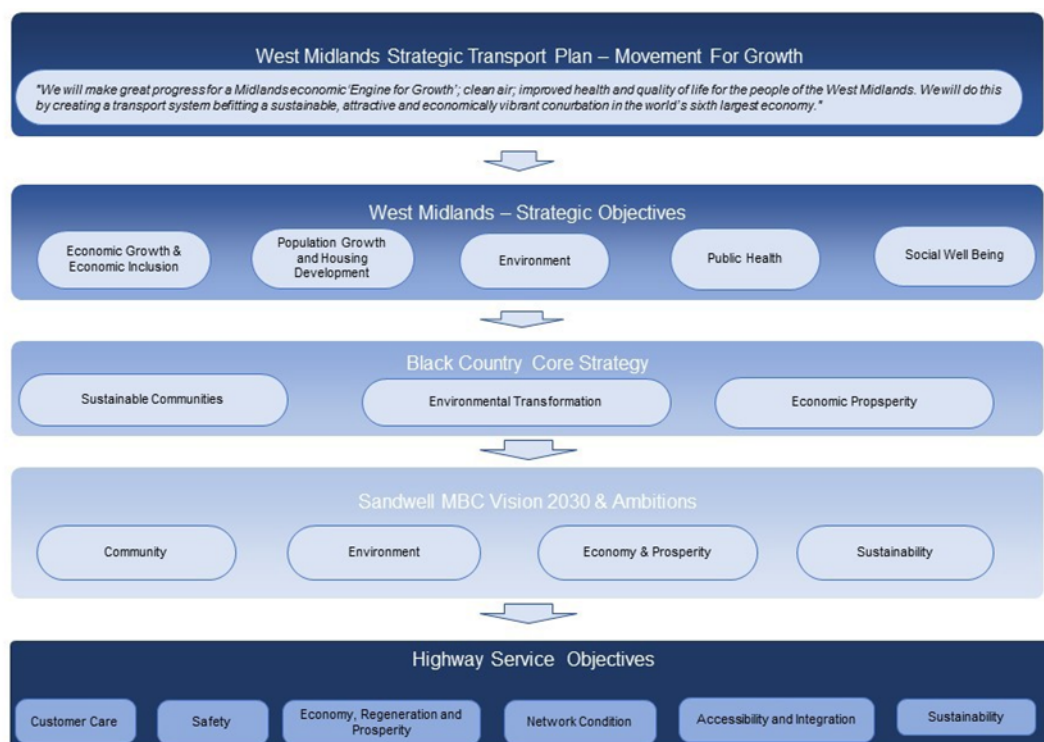 West Midlands Strategic Transport Plan – Movement For Growth
"We will make great progress for a Midlands economic 'Engine for Growth'; clean air; improved health and quality of life for the people of the West Midlands. We will do this
by creating a transport system befitting a sustainable, attractive and economically vibrant conurbation in the world's sixth largest economy."
West Midlands – Strategic Objectives
Economic Growth &
Economic Inclusion
Population Growth
and Housing
Development
Environment
Public Health
Social Well Being
Black Country Core Strategy
Sustainable Communities
Environmental Transformation
Economic Propsperity
Sandwell MBC Vision 2030 & Ambitions
Community
Environment
Economy & Prosperity
Sustainability
Highway Service Objectives
Customer Care
Safety
Economy, Regeneration and
Prosperity
Network Condition
Accessibility and Integration
Sustainability